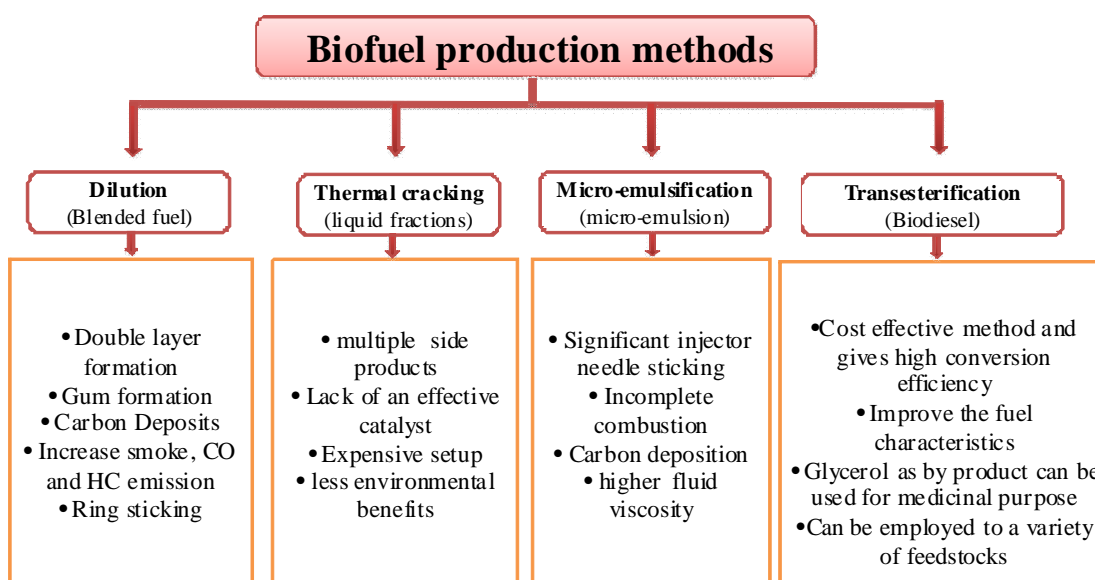 Biofuel production methods
Dilution
(Blended fuel)
Thermal cracking
(liquid fractions)
Micro-emulsification
(micro-emulsion)
Transesterification
(Biodiesel)
• Double layer
formation
• Gum formation
• Carbon Deposits
• Increase smoke, CO
and HC emission
• Ring sticking
• multiple side
products
• Lack of an effective
catalyst
• Expensive setup
• less environmental
benefits
• Significant injector
needle sticking
• Incomplete
combustion
• Carbon deposition
• higher fluid
viscosity
• Cost effective method and
gives high conversion
efficiency
• Improve the fuel
characteristics
• Glycerol as by product can be
used for medicinal purpose
• Can be employed to a variety
of feedstocks